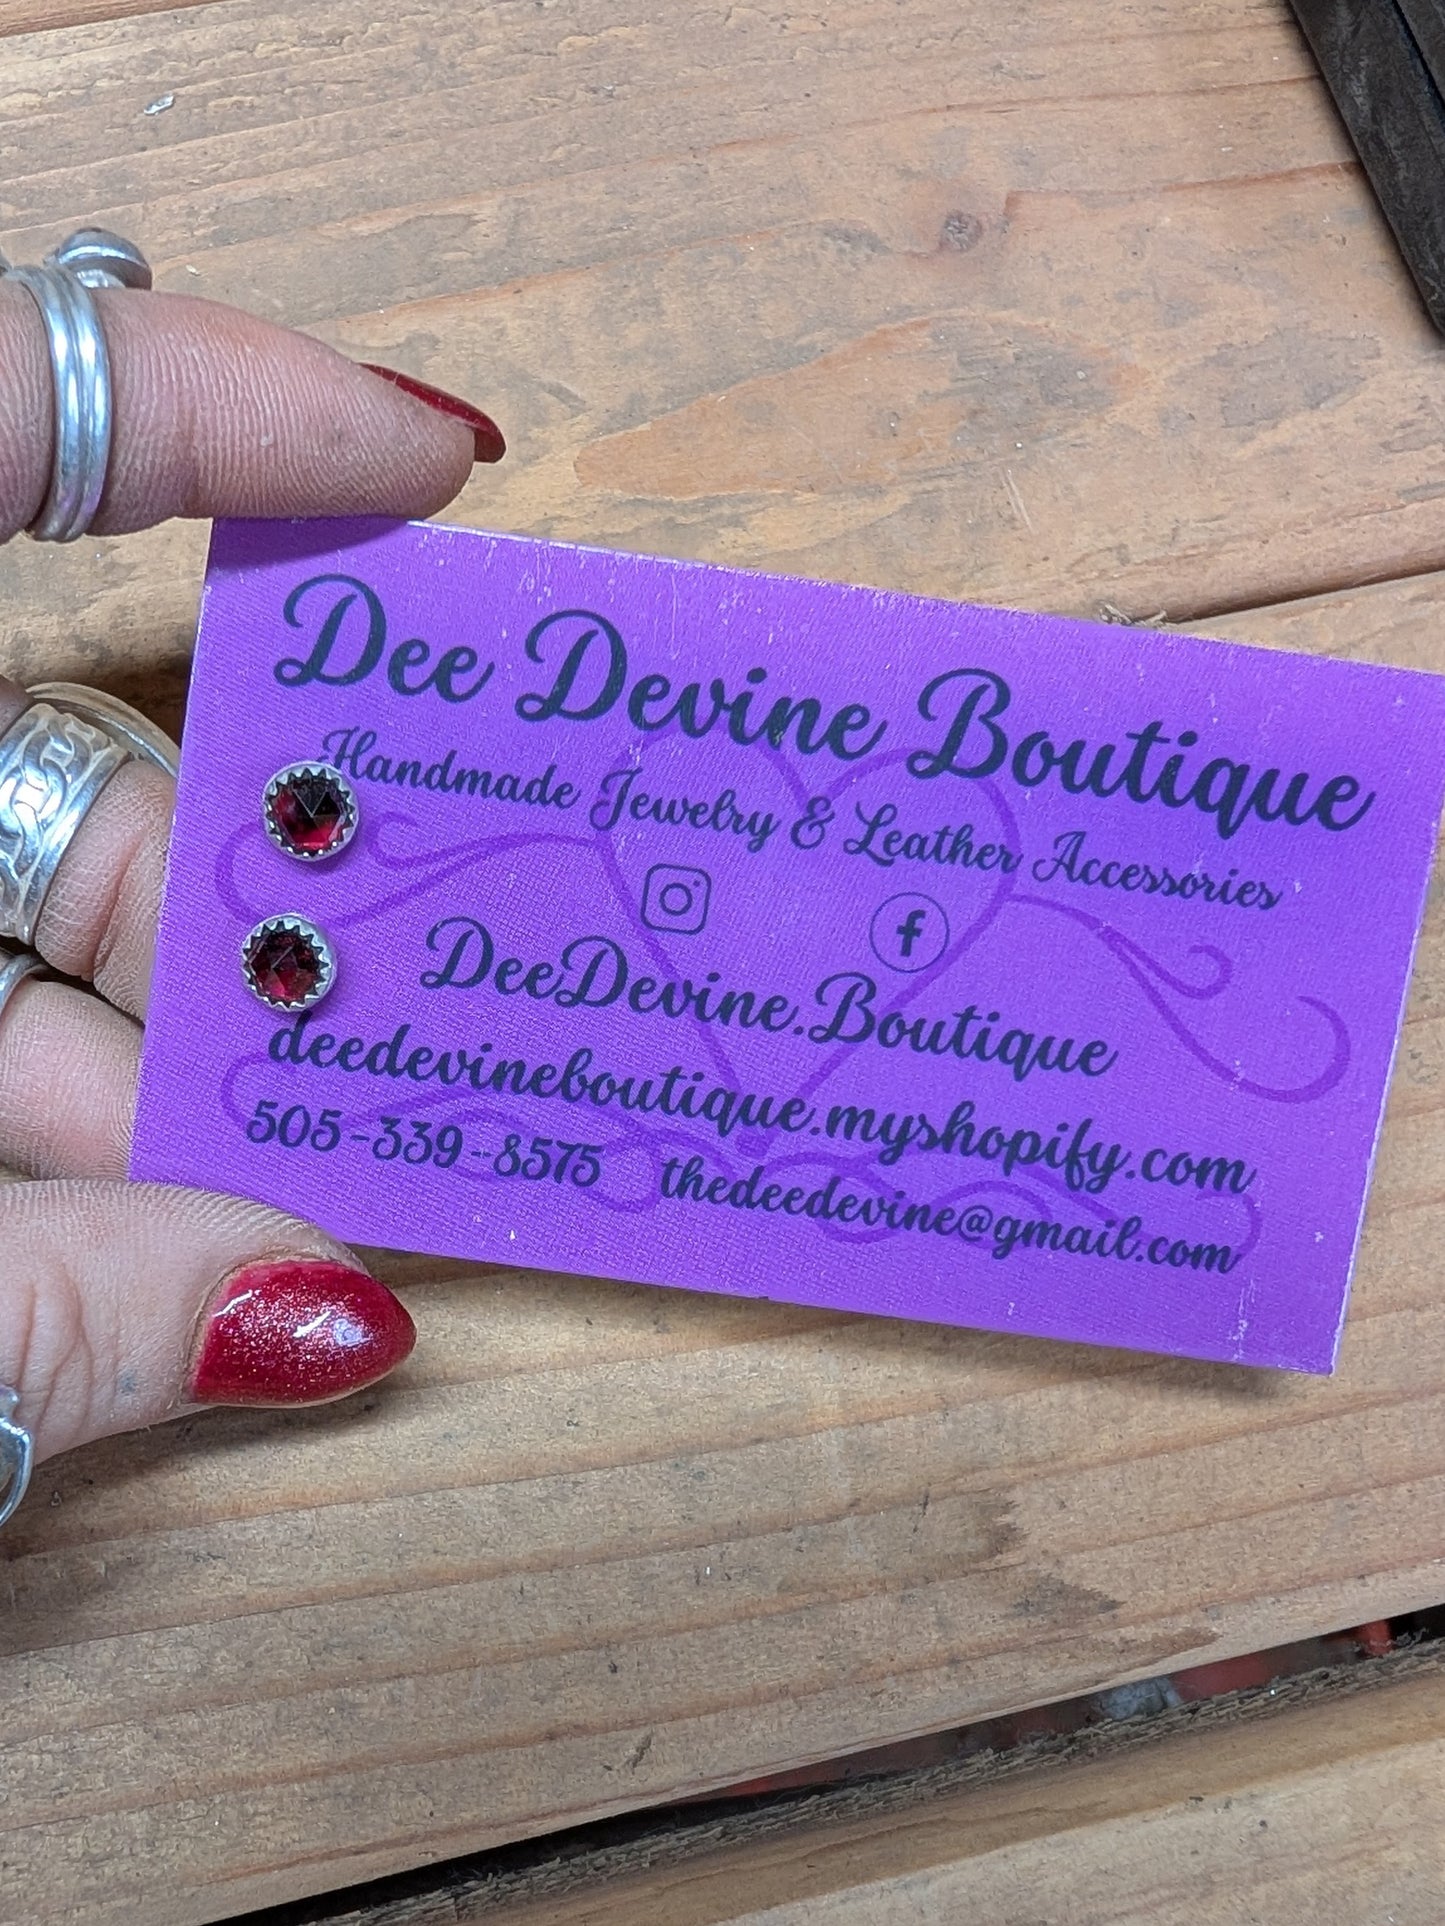 Dee Devine Boutique
Handmade Jewelry & Leather Accessories
f
DeeDevine.Boutique
deedevineboutique.myshopify.com
505-339-8575 thedeedevine@gmail.com